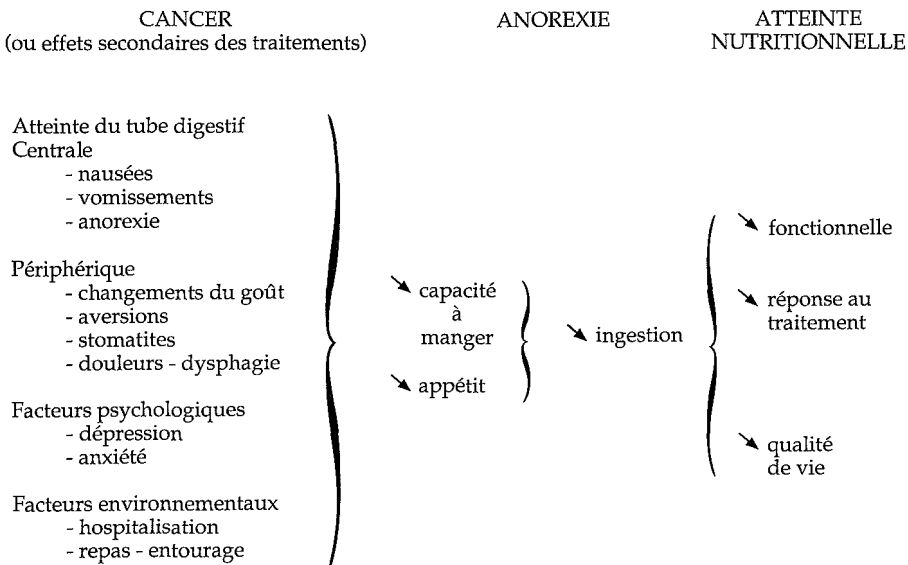 CANCER
(ou effets secondaires des traitements)
Atteinte du tube digestif
Centrale
- nausées
- vomissements
- anorexie
Périphérique
- changements du goût
- aversions
- stomatites
- douleurs - dysphagie
Facteurs psychologiques
- dépression
- anxiété
Facteurs environnementaux
- hospitalisation
- repas - entourage
ANOREXIE
↘ capacité
à
manger
↘ appétit
↘ ingestion
ATTEINTE
NUTRITIONNELLE
↘ fonctionnelle
↘ réponse au
traitement
↘ qualité
de vie